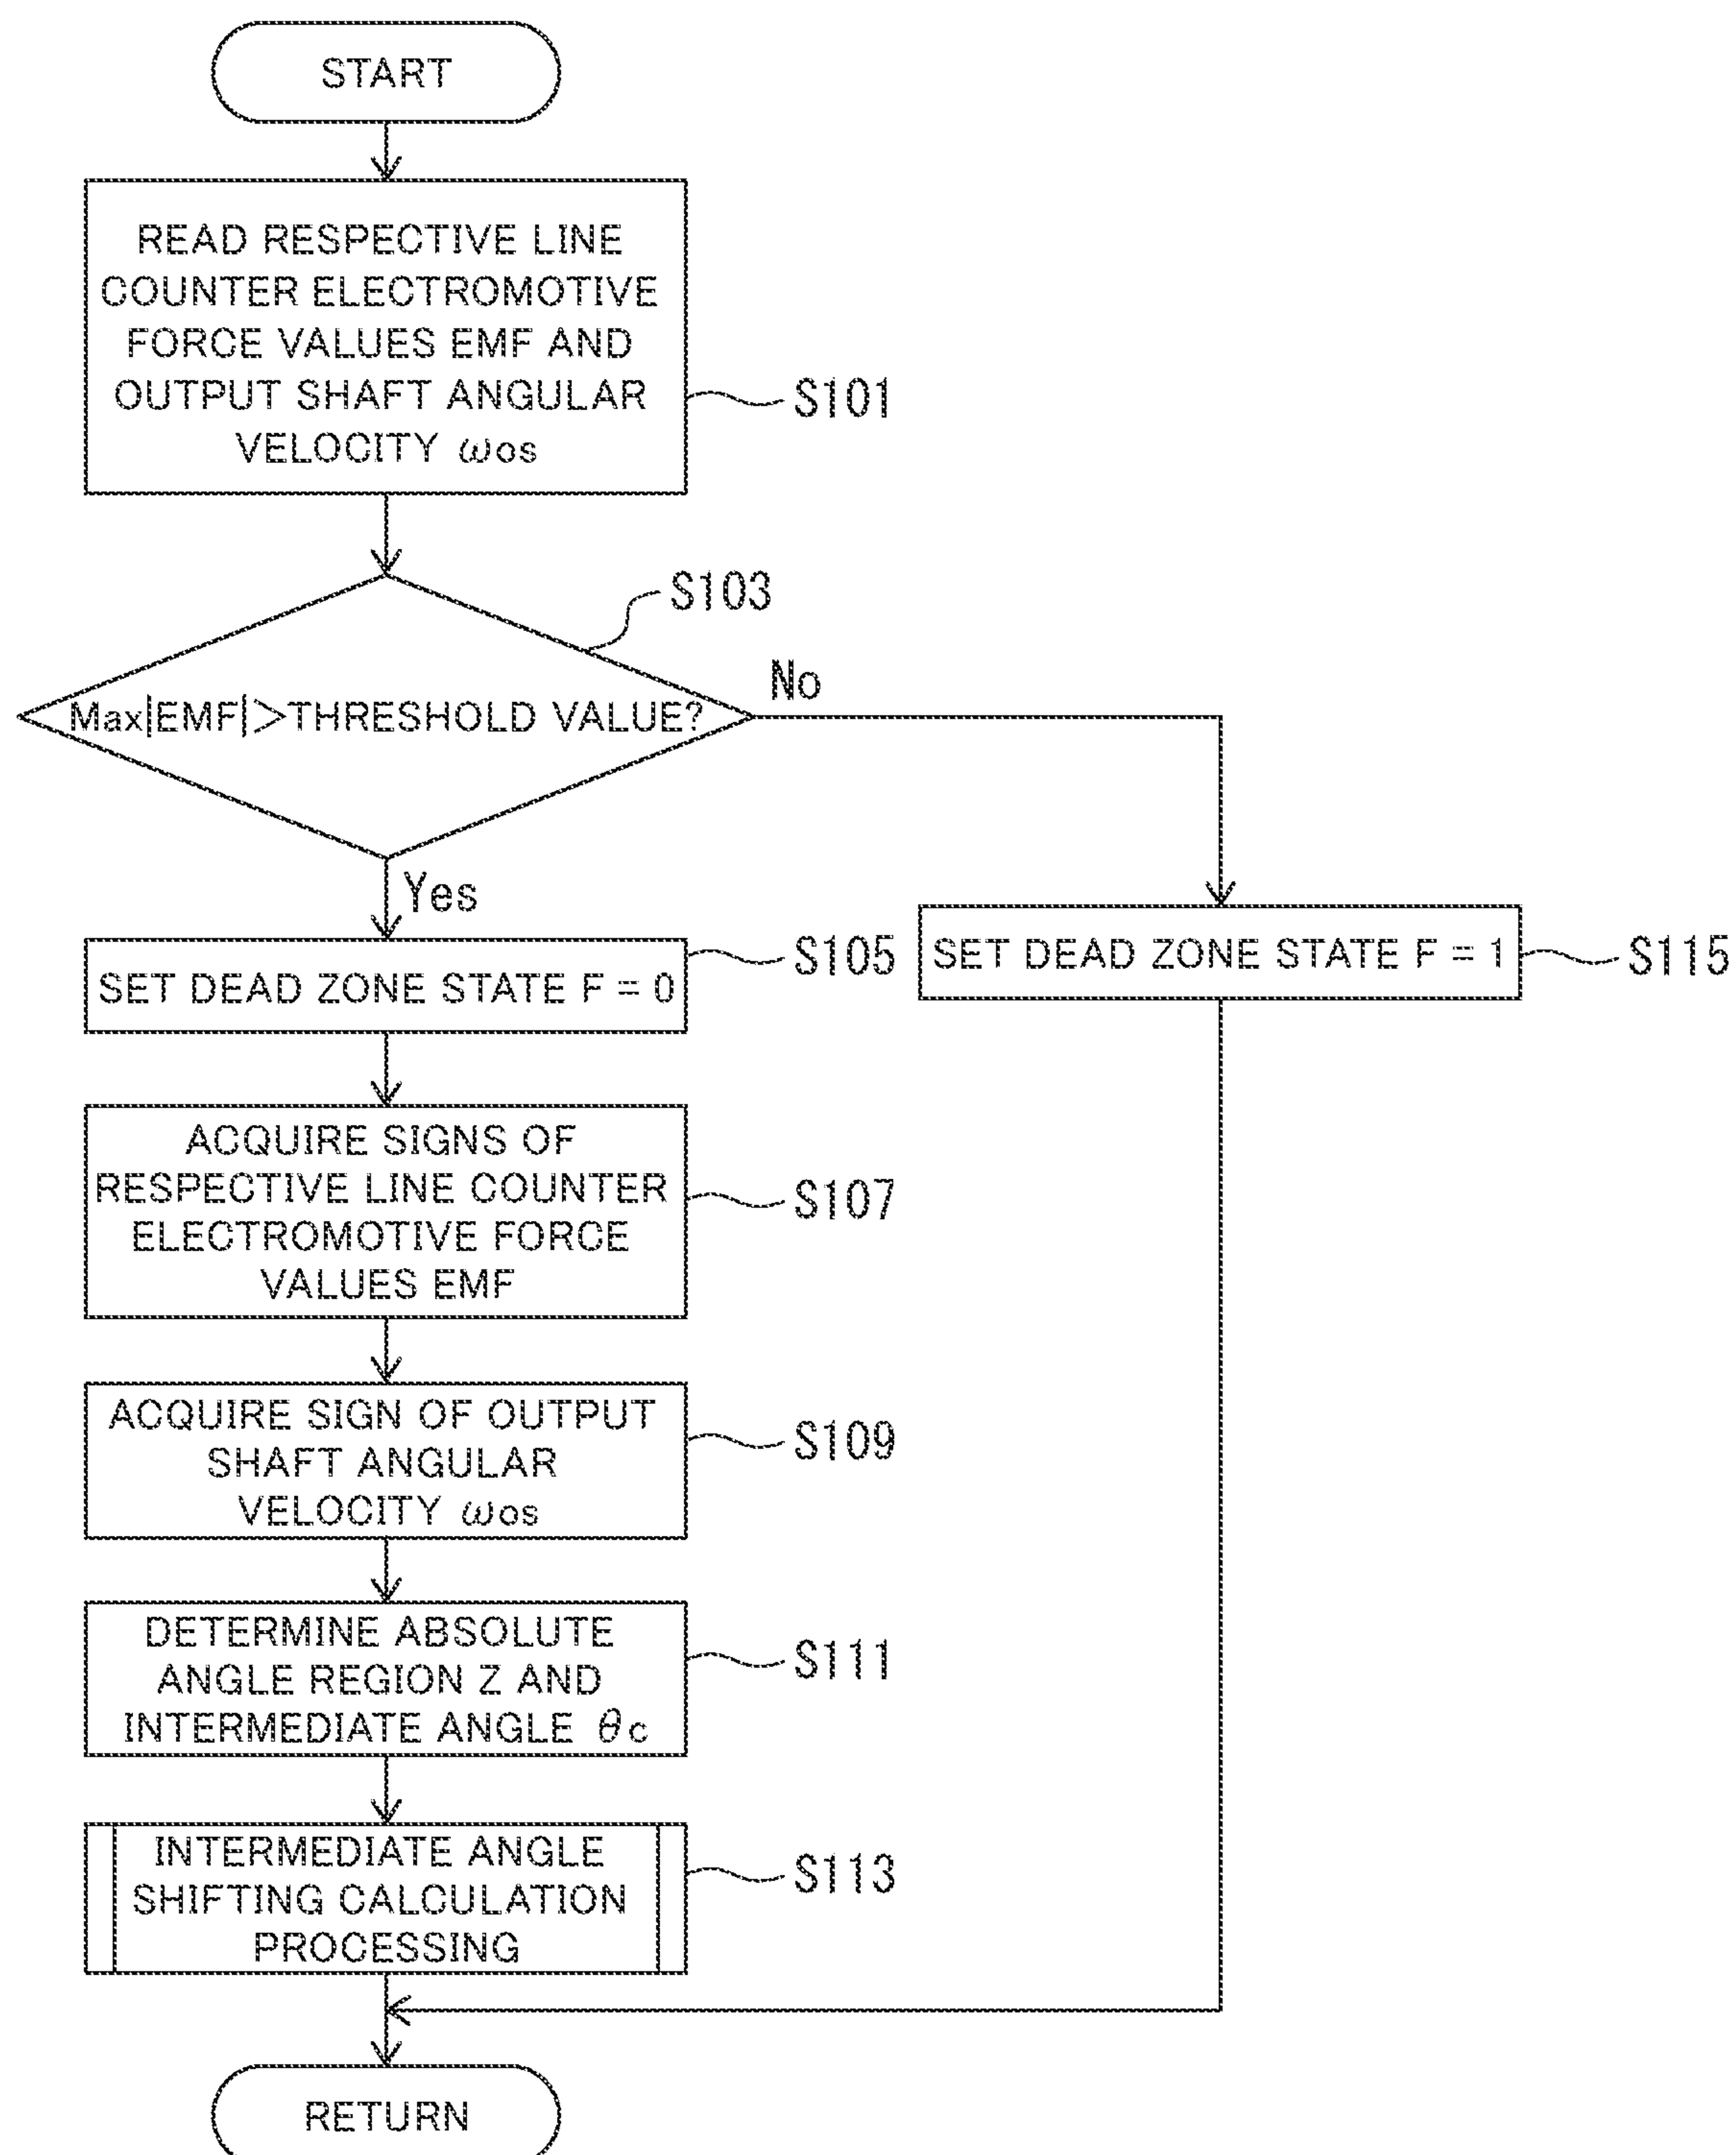 START
READ RESPECTIVE LINE
COUNTER ELECTROMOTIVE
FORCE VALUES EMF AND
OUTPUT SHAFT ANGULAR
VELOCITY ωos
S101
S103
Max|EMF|>THRESHOLD VALUE?
No
Yes
SET DEAD ZONE STATE F = 0
S105
SET DEAD ZONE STATE F = 1
S115
ACQUIRE SIGNS OF
RESPECTIVE LINE COUNTER
ELECTROMOTIVE FORCE
VALUES EMF
S107
ACQUIRE SIGN OF OUTPUT
SHAFT ANGULAR
VELOCITY ωos
S109
DETERMINE ABSOLUTE
ANGLE REGION Z AND
INTERMEDIATE ANGLE θc
S111
INTERMEDIATE ANGLE
SHIFTING CALCULATION
PROCESSING
S113
RETURN